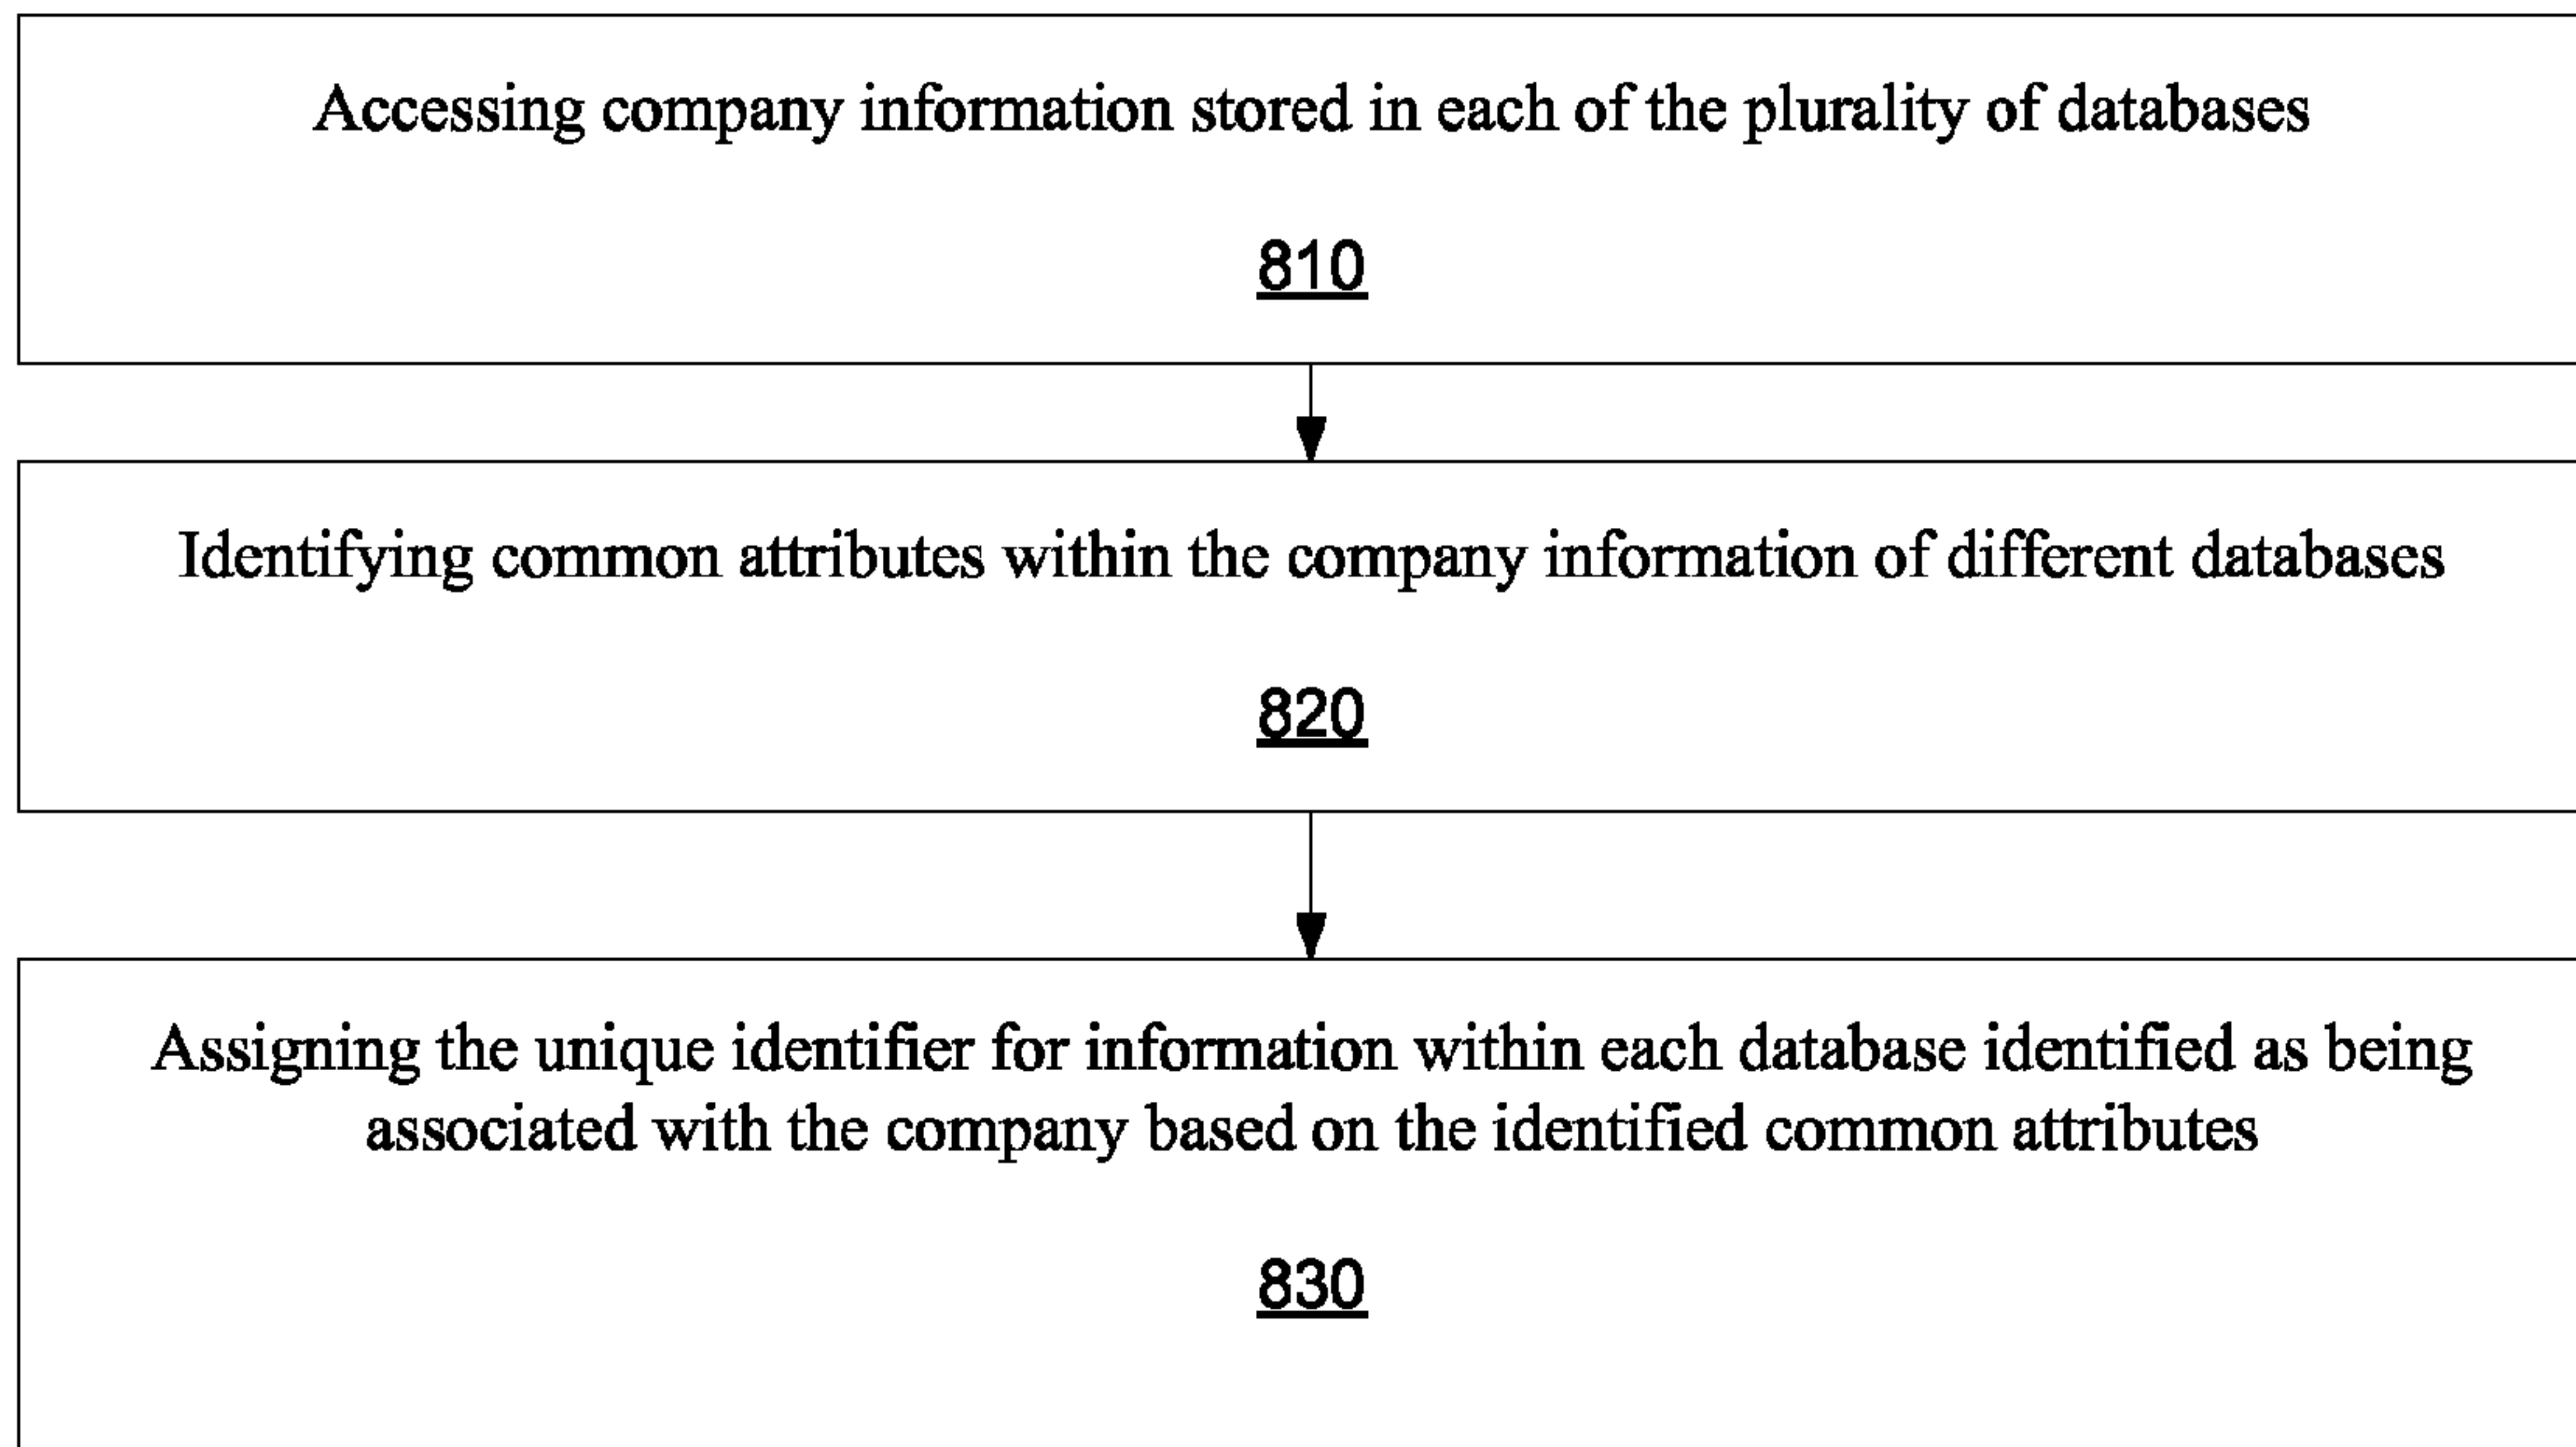 Accessing company information stored in each of the plurality of databases
810
Identifying common attributes within the company information of different databases
820
Assigning the unique identifier for information within each database identified as being
associated with the company based on the identified common attributes
830